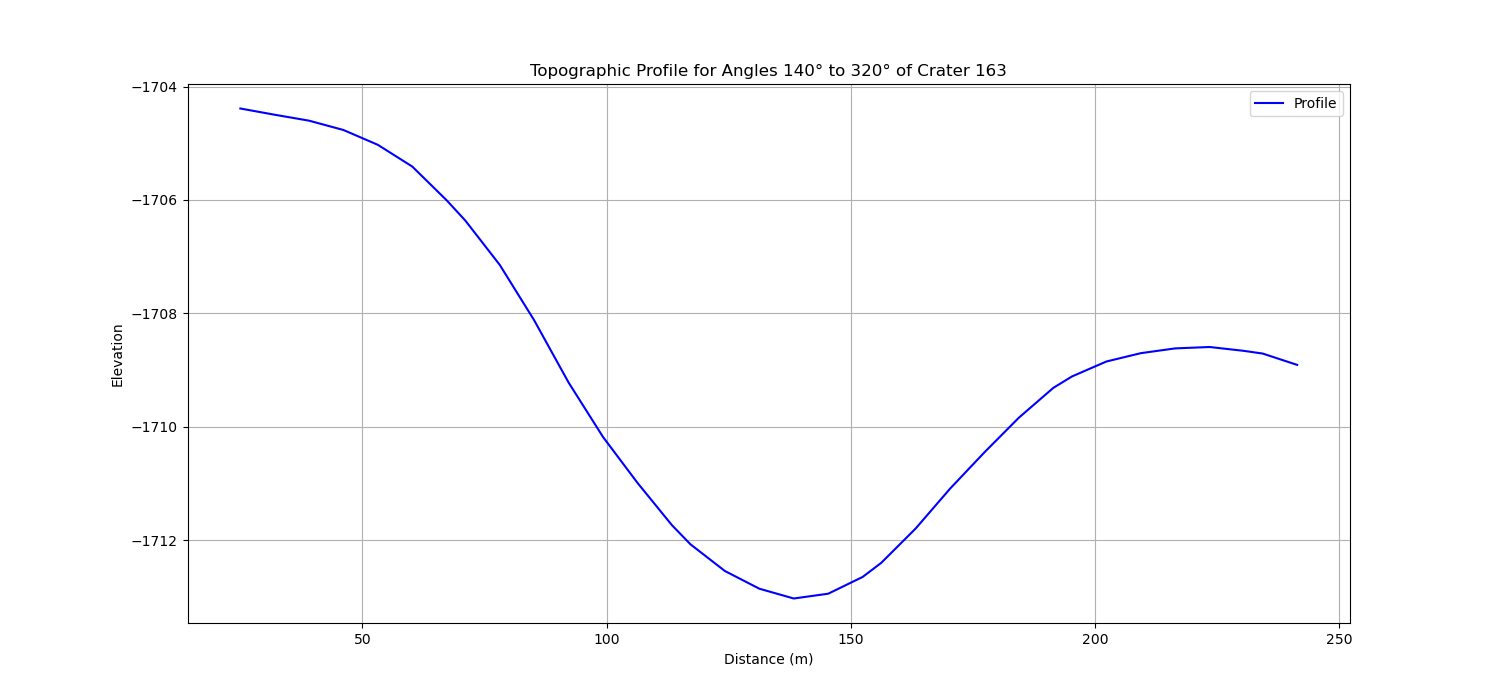 Topographic Profile for Angles 140° to 320° of Crater 163
−1704
−1706
−1708
−1710
−1712
Elevation
Profile
50
100
150
200
250
Distance (m)